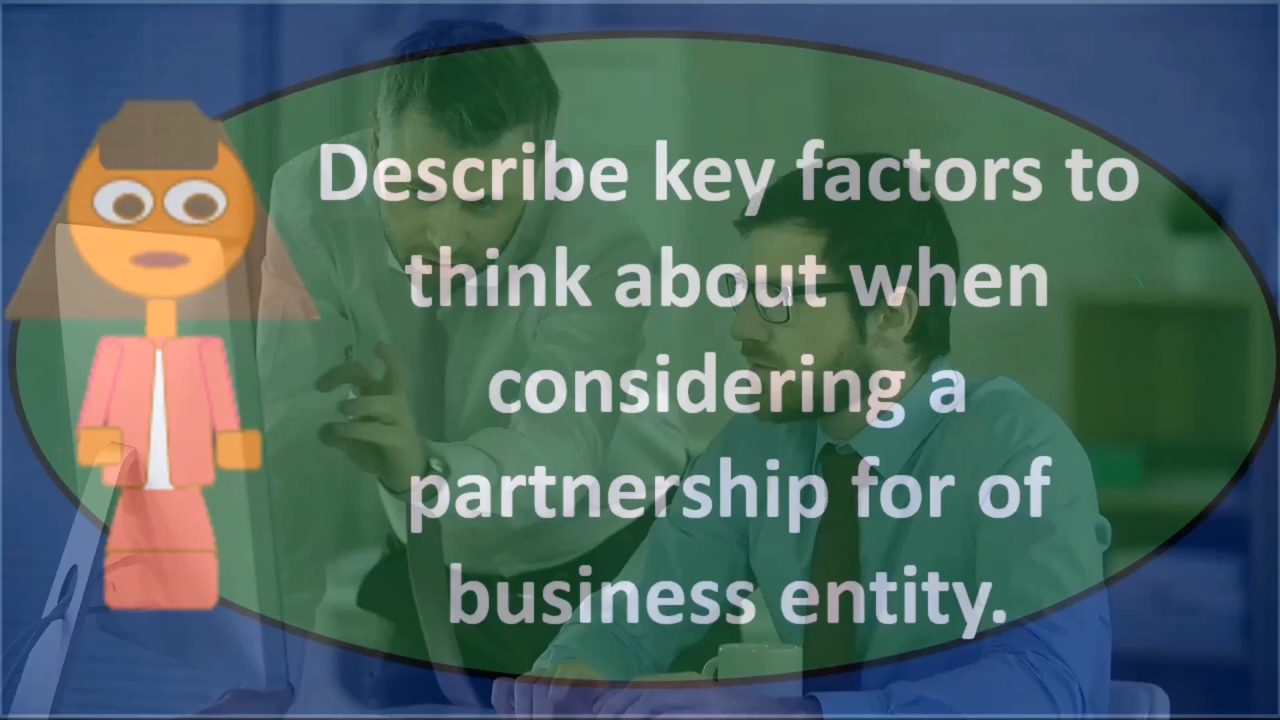 Describe key factors to
think about when
considering a
partnership for of
business entity.